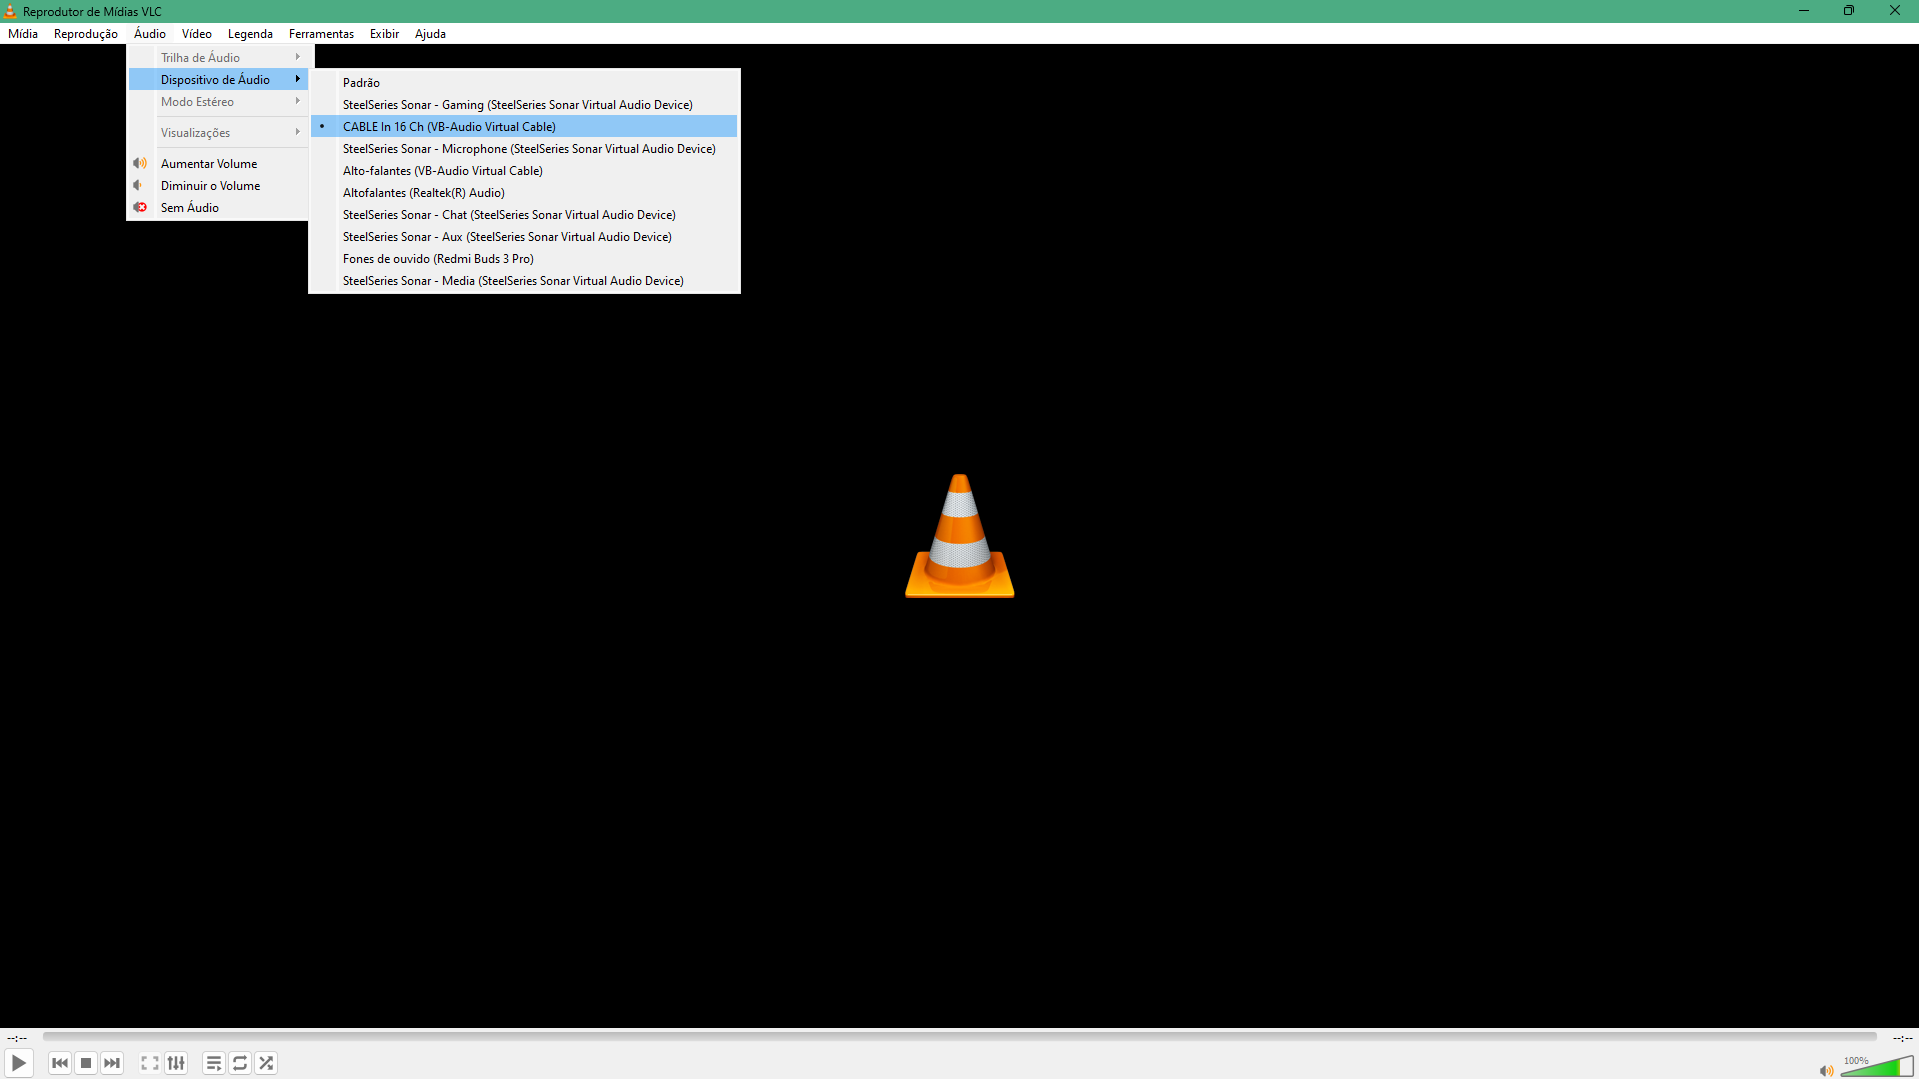 Reprodutor de Mídias VLC
Mídia Reprodução Áudio Vídeo Legenda Ferramentas Exibir Ajuda
Trilha de Áudio
Dispositivo de Áudio
Modo Estéreo
Visualizações
Aumentar Volume
Diminuir o Volume
Sem Áudio
Padrão
SteelSeries Sonar - Gaming (SteelSeries Sonar Virtual Audio Device)
CABLE In 16 Ch (VB-Audio Virtual Cable)
SteelSeries Sonar - Microphone (SteelSeries Sonar Virtual Audio Device)
Alto-falantes (VB-Audio Virtual Cable)
Altofalantes (Realtek(R) Audio)
SteelSeries Sonar - Chat (SteelSeries Sonar Virtual Audio Device)
SteelSeries Sonar - Aux (SteelSeries Sonar Virtual Audio Device)
Fones de ouvido (Redmi Buds 3 Pro)
SteelSeries Sonar - Media (SteelSeries Sonar Virtual Audio Device)
--:-- --:--
100%